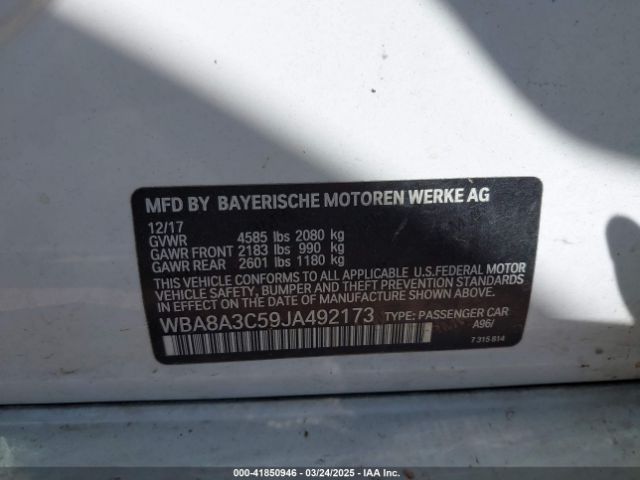 MFD BY BAYERISCHE MOTOREN WERKE AG
12/17
GVWR 4585 lbs 2080 kg
GAWR FRONT 2183 lbs 990 kg
GAWR REAR 2601 lbs 1180 kg
THIS VEHICLE CONFORMS TO ALL APPLICABLE U.S.FEDERAL MOTOR
VEHICLE SAFETY, BUMPER AND THEFT PREVENTION STANDARDS
IN EFFECT ON THE DATE OF MANUFACTURE SHOWN ABOVE.
WBA8A3C59JA492173 TYPE: PASSENGER CAR
A96/
7 315 814
000-41850946 - 03/24/2025 - IAA Inc.